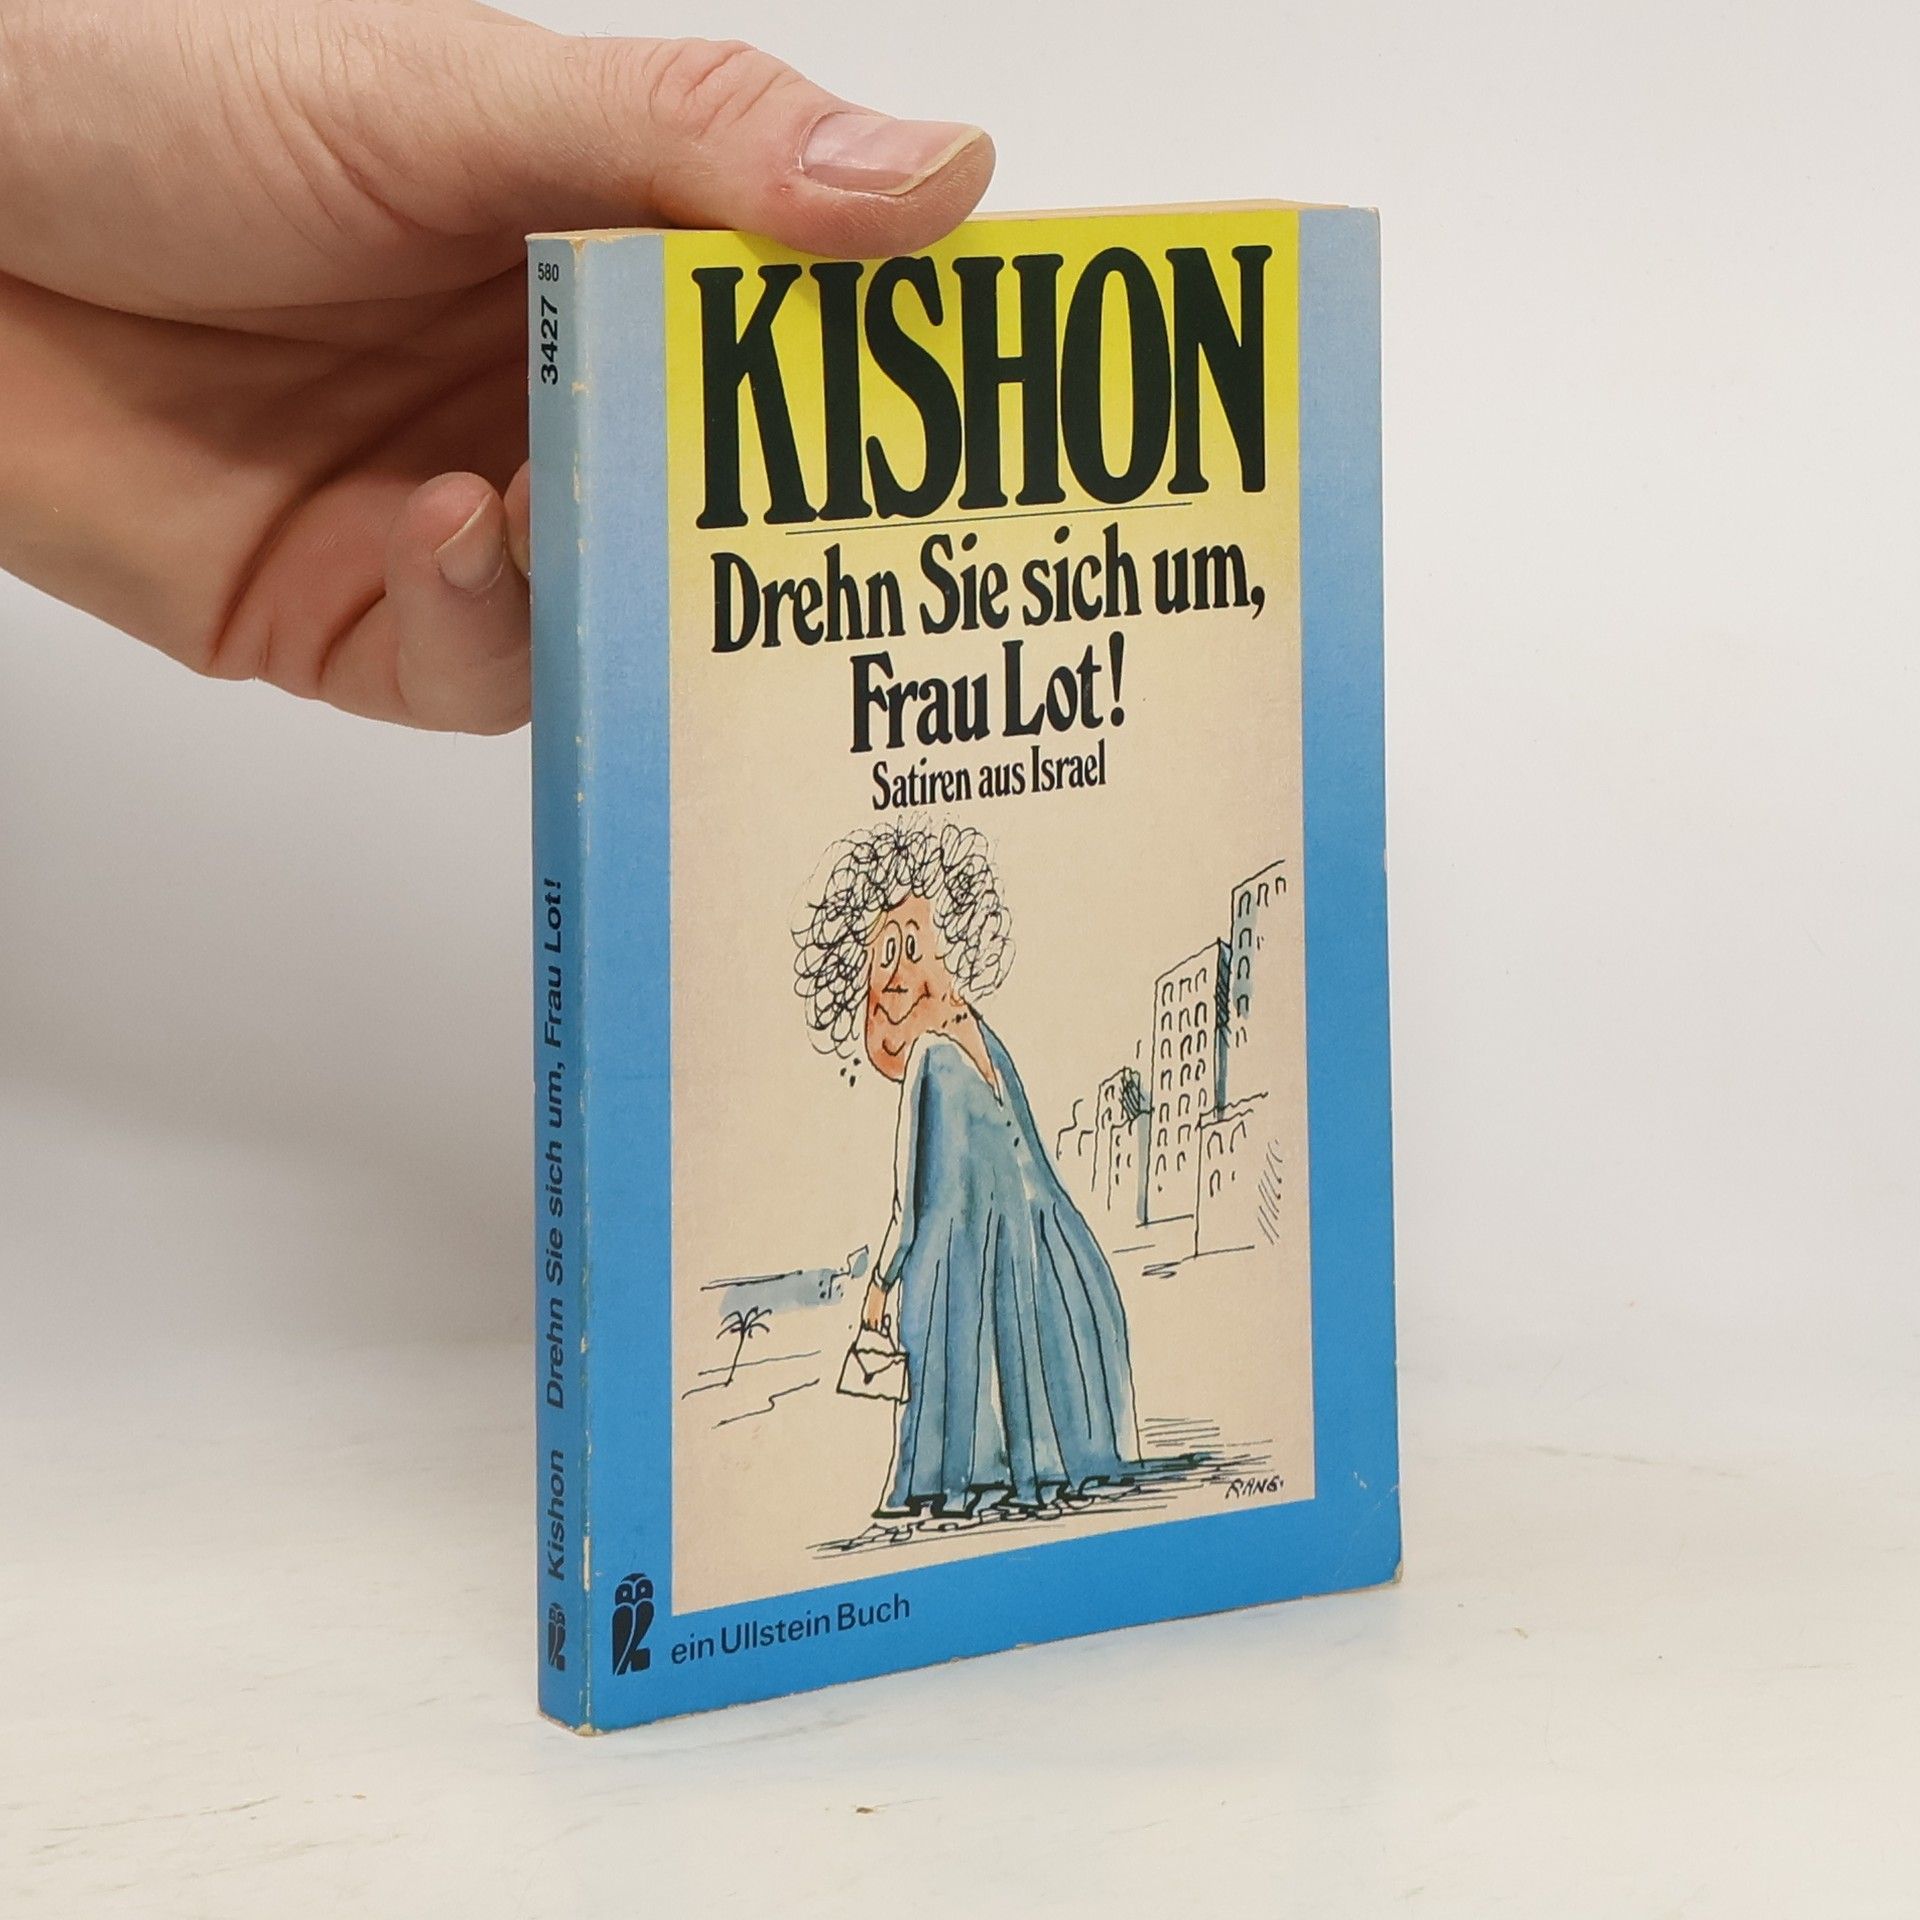 580
3427
Kishon Drehn Sie sich um, Frau Lot!
KISHON
Drehn Sie sich um,
Frau Lot!
Satiren aus Israel
RANG.
ein Ullstein Buch